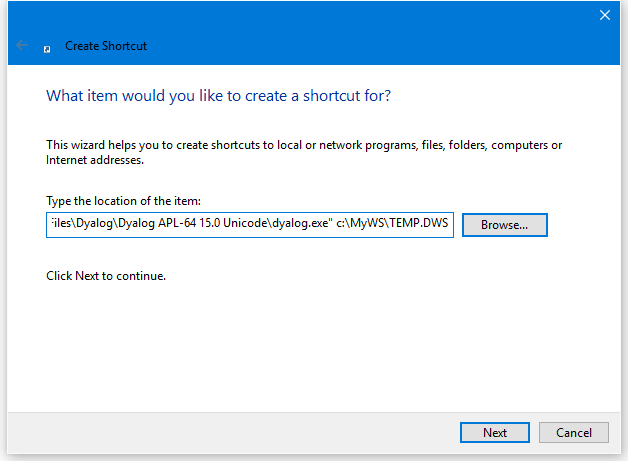 Create Shortcut
What item would you like to create a shortcut for?
This wizard helps you to create shortcuts to local or network programs, files, folders, computers or
Internet addresses.
Type the location of the item:
iles\Dyalog\Dyalog APL-64 15.0 Unicode\dyalog.exe" c:\MyWS\TEMP.DWS
Browse...
Click Next to continue.
Next
Cancel